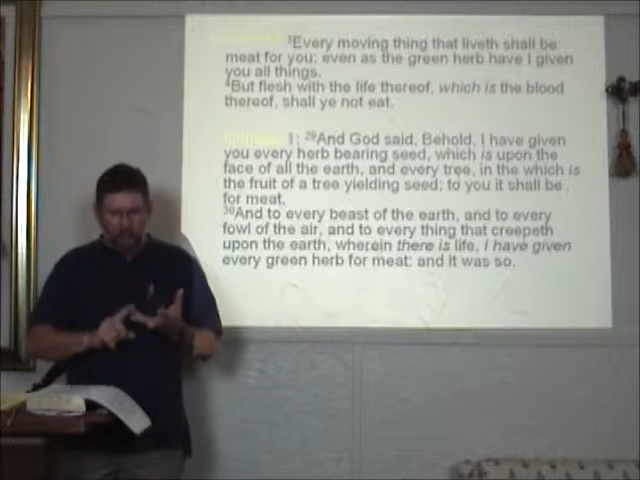 ³Every moving thing that liveth shall be
meat for you; even as the green herb have I given
you all things.
⁴But flesh with the life thereof, which is the blood
thereof, shall ye not eat.
1: ²⁹And God said, Behold, I have given
you every herb bearing seed, which is upon the
face of all the earth, and every tree, in the which is
the fruit of a tree yielding seed; to you it shall be
for meat.
³⁰And to every beast of the earth, and to every
fowl of the air, and to every thing that creepeth
upon the earth, wherein there is life, I have given
every green herb for meat: and it was so.